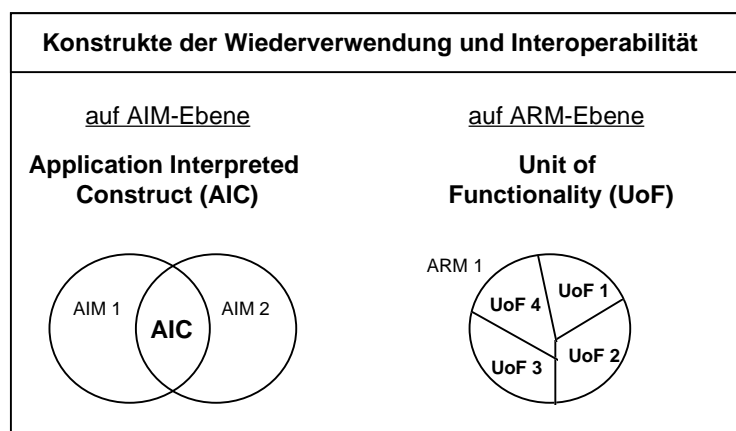 Konstrukte der Wiederverwendung und Interoperabilität
auf AIM-Ebene
Application Interpreted
Construct (AIC)
AIM 1
AIC
AIM 2
auf ARM-Ebene
Unit of
Functionality (UoF)
ARM 1
UoF 4
UoF 1
UoF 3
UoF 2